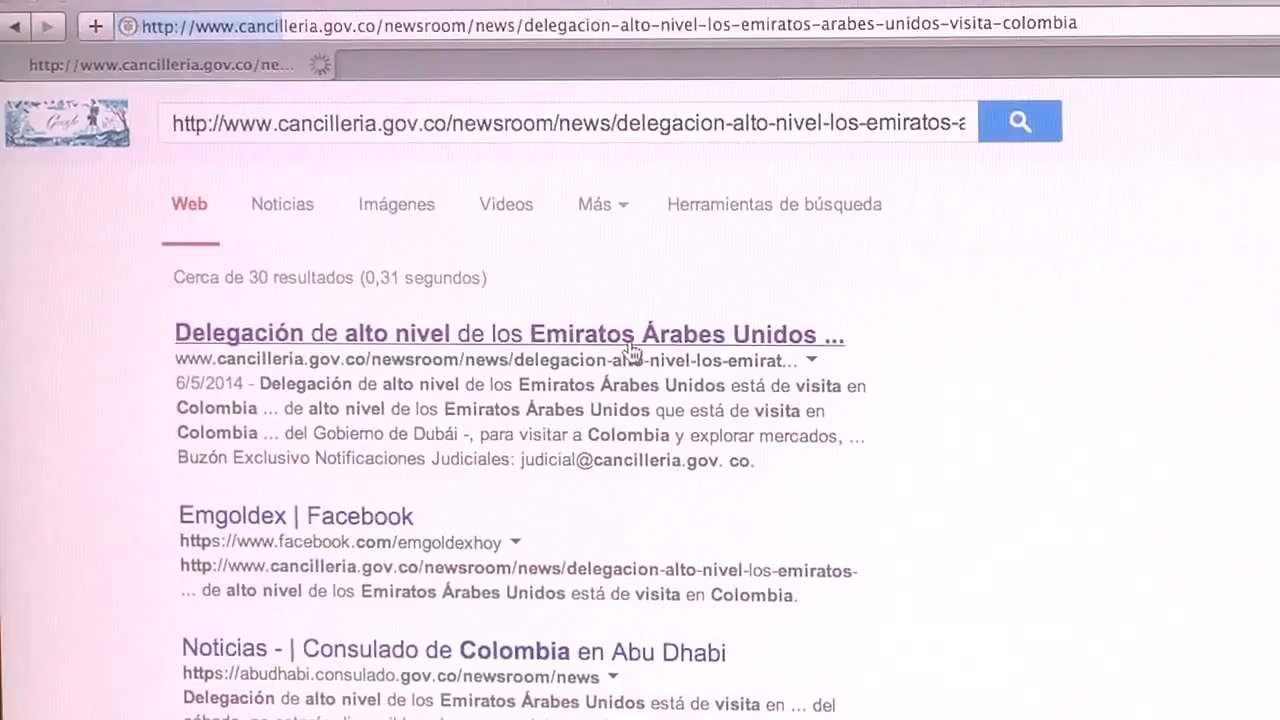 http://www.cancilleria.gov.co/newsroom/news/delegacion-alto-nivel-los-emiratos-arabes-unidos-visita-colombia
http://www.cancilleria.gov.co/ne...
Google
http://www.cancilleria.gov.co/newsroom/news/delegacion-alto-nivel-los-emiratos-a
Web Noticias Imágenes Videos Más Herramientas de búsqueda
Cerca de 30 resultados (0,31 segundos)
Delegación de alto nivel de los Emiratos Árabes Unidos ...
www.cancilleria.gov.co/newsroom/news/delegacion-alto-nivel-los-emirat...
6/5/2014 - Delegación de alto nivel de los Emiratos Árabes Unidos está de visita en
Colombia ... de alto nivel de los Emiratos Árabes Unidos que está de visita en
Colombia ... del Gobierno de Dubái -, para visitar a Colombia y explorar mercados, ...
Buzón Exclusivo Notificaciones Judiciales: judicial@cancilleria.gov. co.
Emgoldex | Facebook
https://www.facebook.com/emgoldexhoy
http://www.cancilleria.gov.co/newsroom/news/delegacion-alto-nivel-los-emiratos-
... de alto nivel de los Emiratos Árabes Unidos está de visita en Colombia.
Noticias - | Consulado de Colombia en Abu Dhabi
https://abudhabi.consulado.gov.co/newsroom/news
Delegación de alto nivel de los Emiratos Árabes Unidos está de visita en ... del